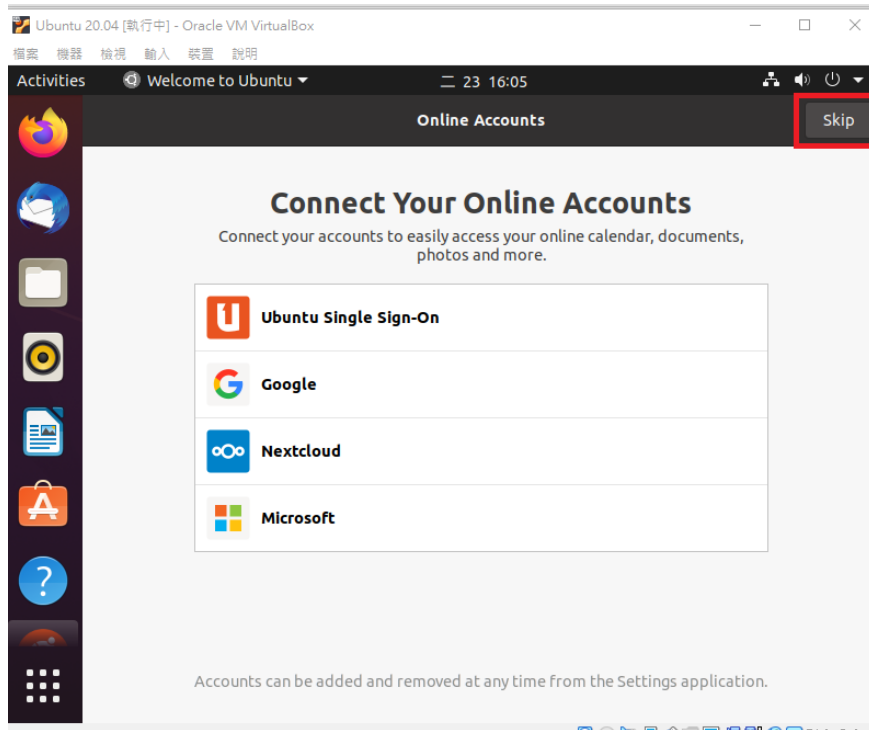 Ubuntu 20.04 [執行中] - Oracle VM VirtualBox
檔案 機器 檢視 輸入 裝置 說明
Activities Welcome to Ubuntu 二 23 16:05
Online Accounts Skip
Connect Your Online Accounts
Connect your accounts to easily access your online calendar, documents,
photos and more.
Ubuntu Single Sign-On
Google
Nextcloud
Microsoft
Accounts can be added and removed at any time from the Settings application.